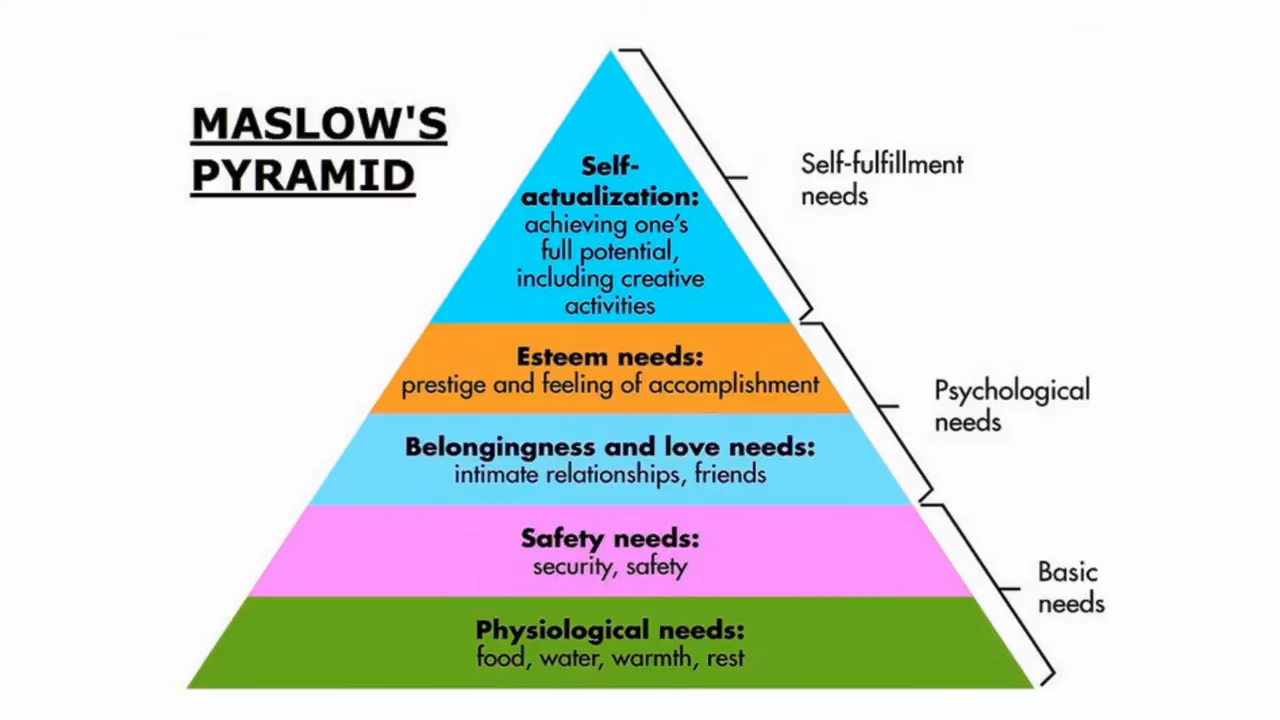 MASLOW'S
PYRAMID
Self-
actualization:
achieving one's
full potential,
including creative
activities
Self-fulfillment
needs
Esteem needs:
prestige and feeling of accomplishment
Psychological
needs
Belongingness and love needs:
intimate relationships, friends
Safety needs:
security, safety
Basic
needs
Physiological needs:
food, water, warmth, rest